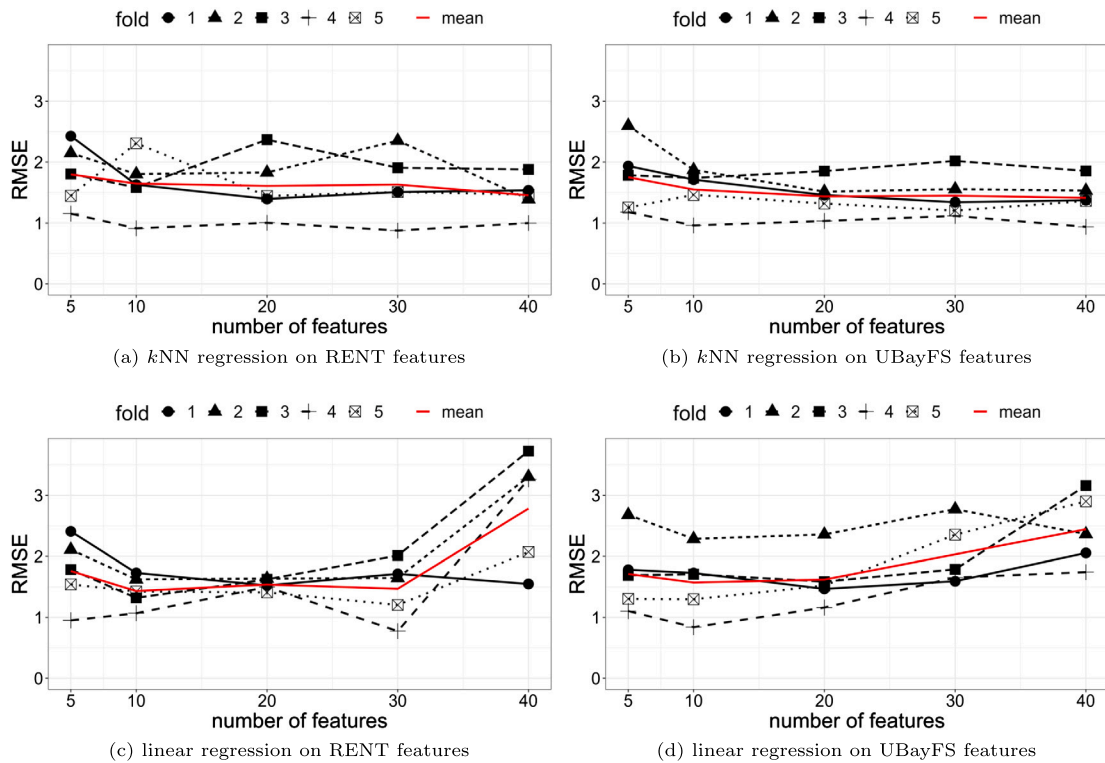 fold 1 2 3 4 5 mean
fold 1 2 3 4 5 mean
RMSE
3
2
1
0
5 10 20 30 40
number of features
(a) kNN regression on RENT features
RMSE
3
2
1
0
5 10 20 30 40
number of features
(b) kNN regression on UBayFS features
fold 1 2 3 4 5 mean
fold 1 2 3 4 5 mean
RMSE
3
2
1
0
5 10 20 30 40
number of features
(c) linear regression on RENT features
RMSE
3
2
1
0
5 10 20 30 40
number of features
(d) linear regression on UBayFS features